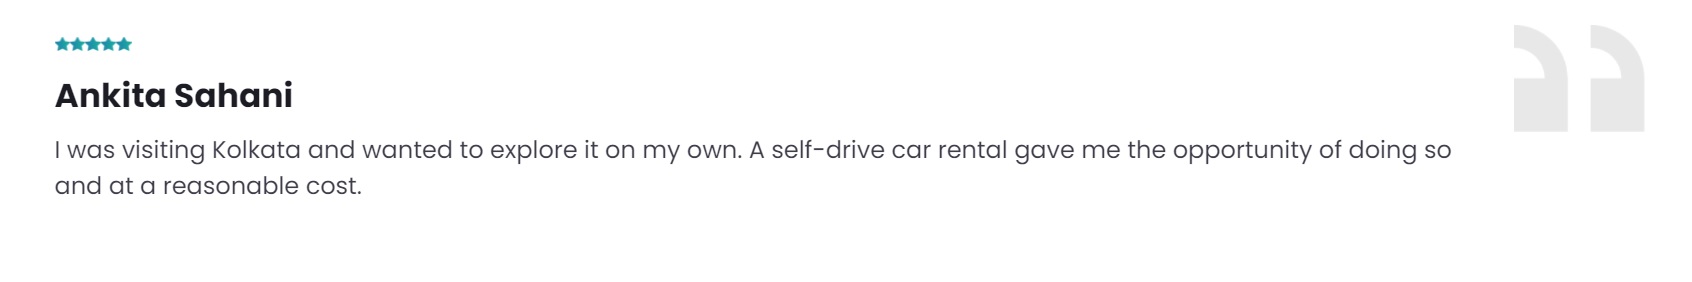 Ankita Sahani
I was visiting Kolkata and wanted to explore it on my own. A self-drive car rental gave me the opportunity of doing so
and at a reasonable cost.